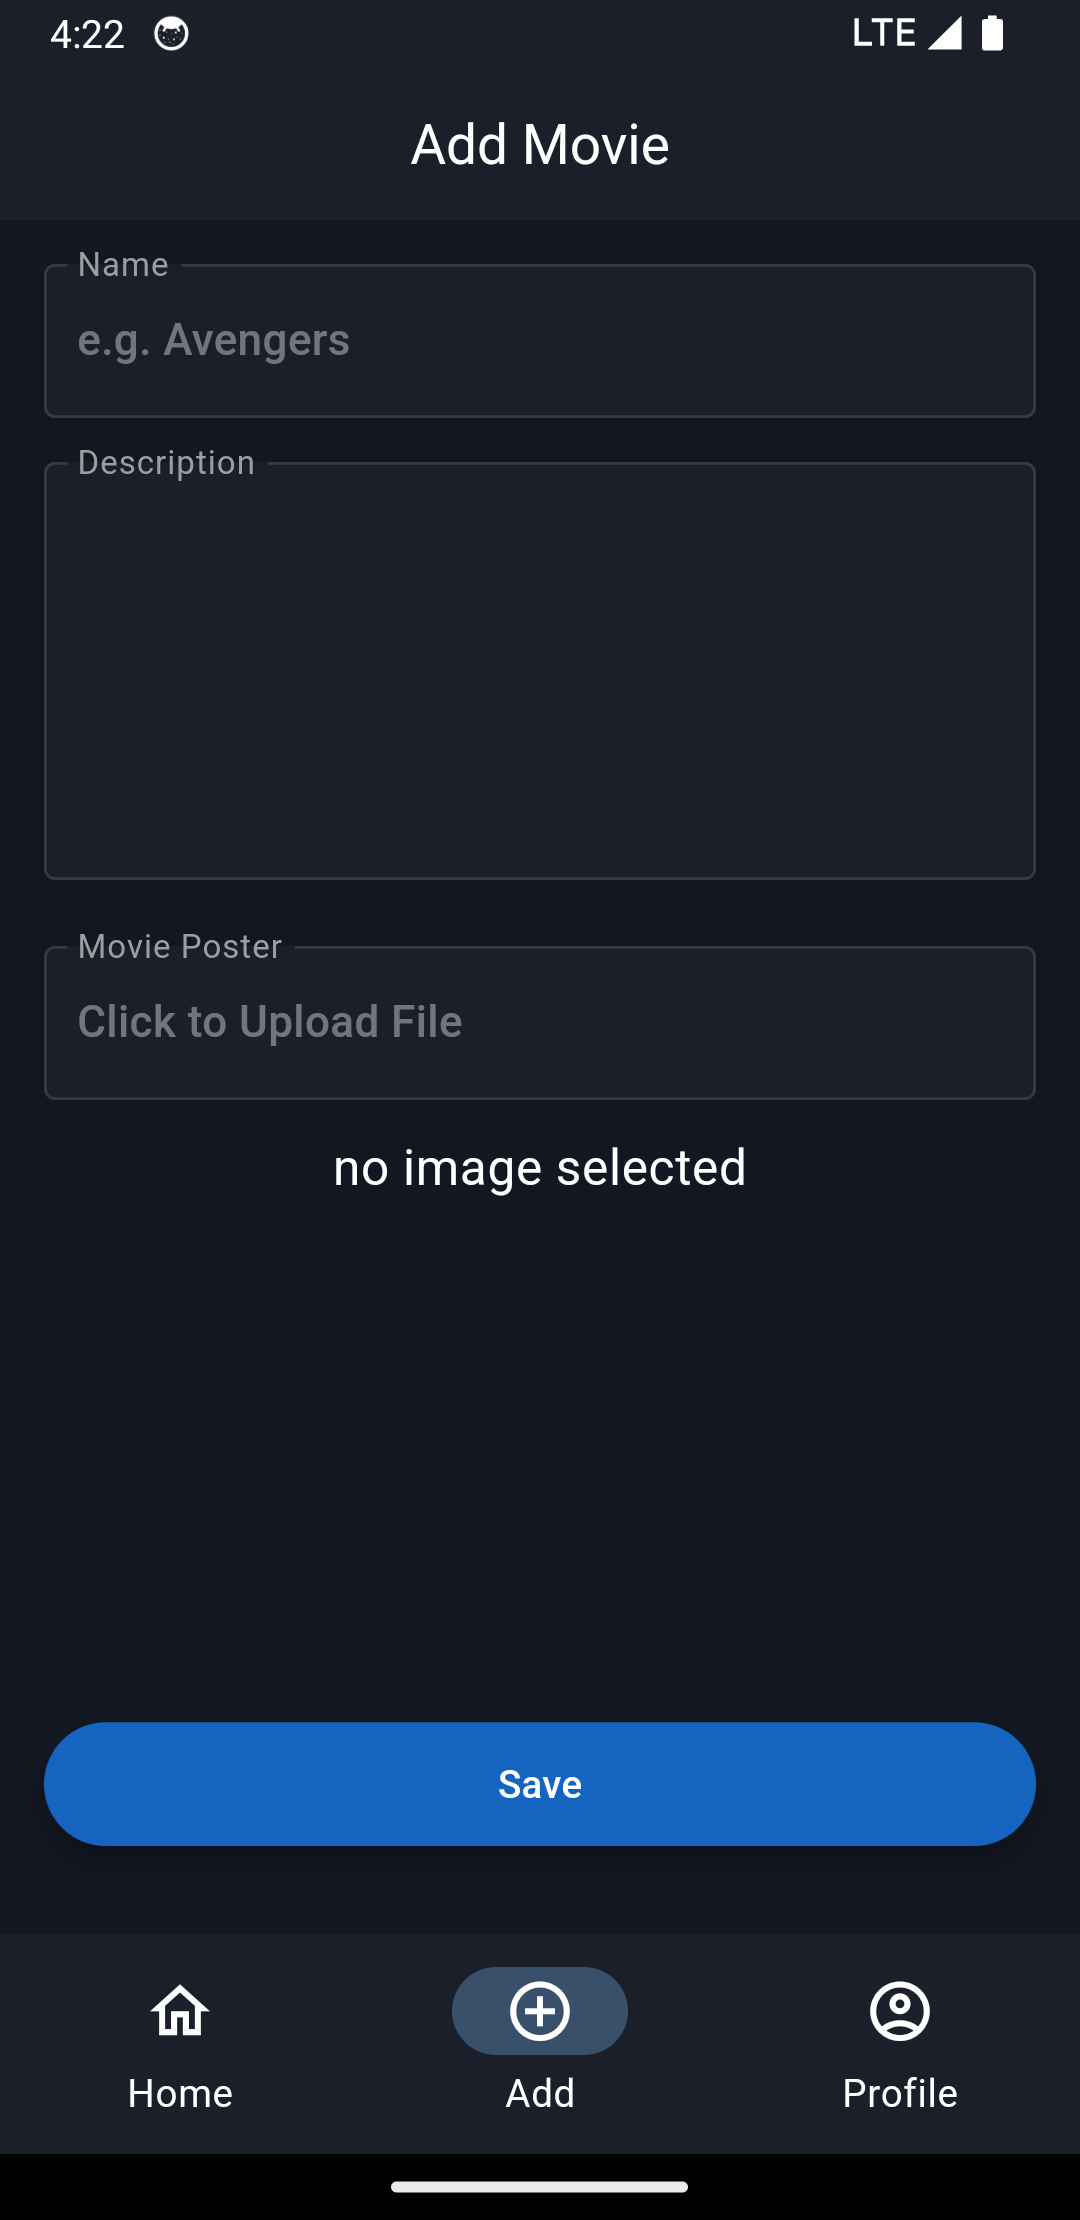 4:22
LTE
Add Movie
Name
e.g. Avengers
Description
Movie Poster
Click to Upload File
no image selected
Save
Home
Add
Profile